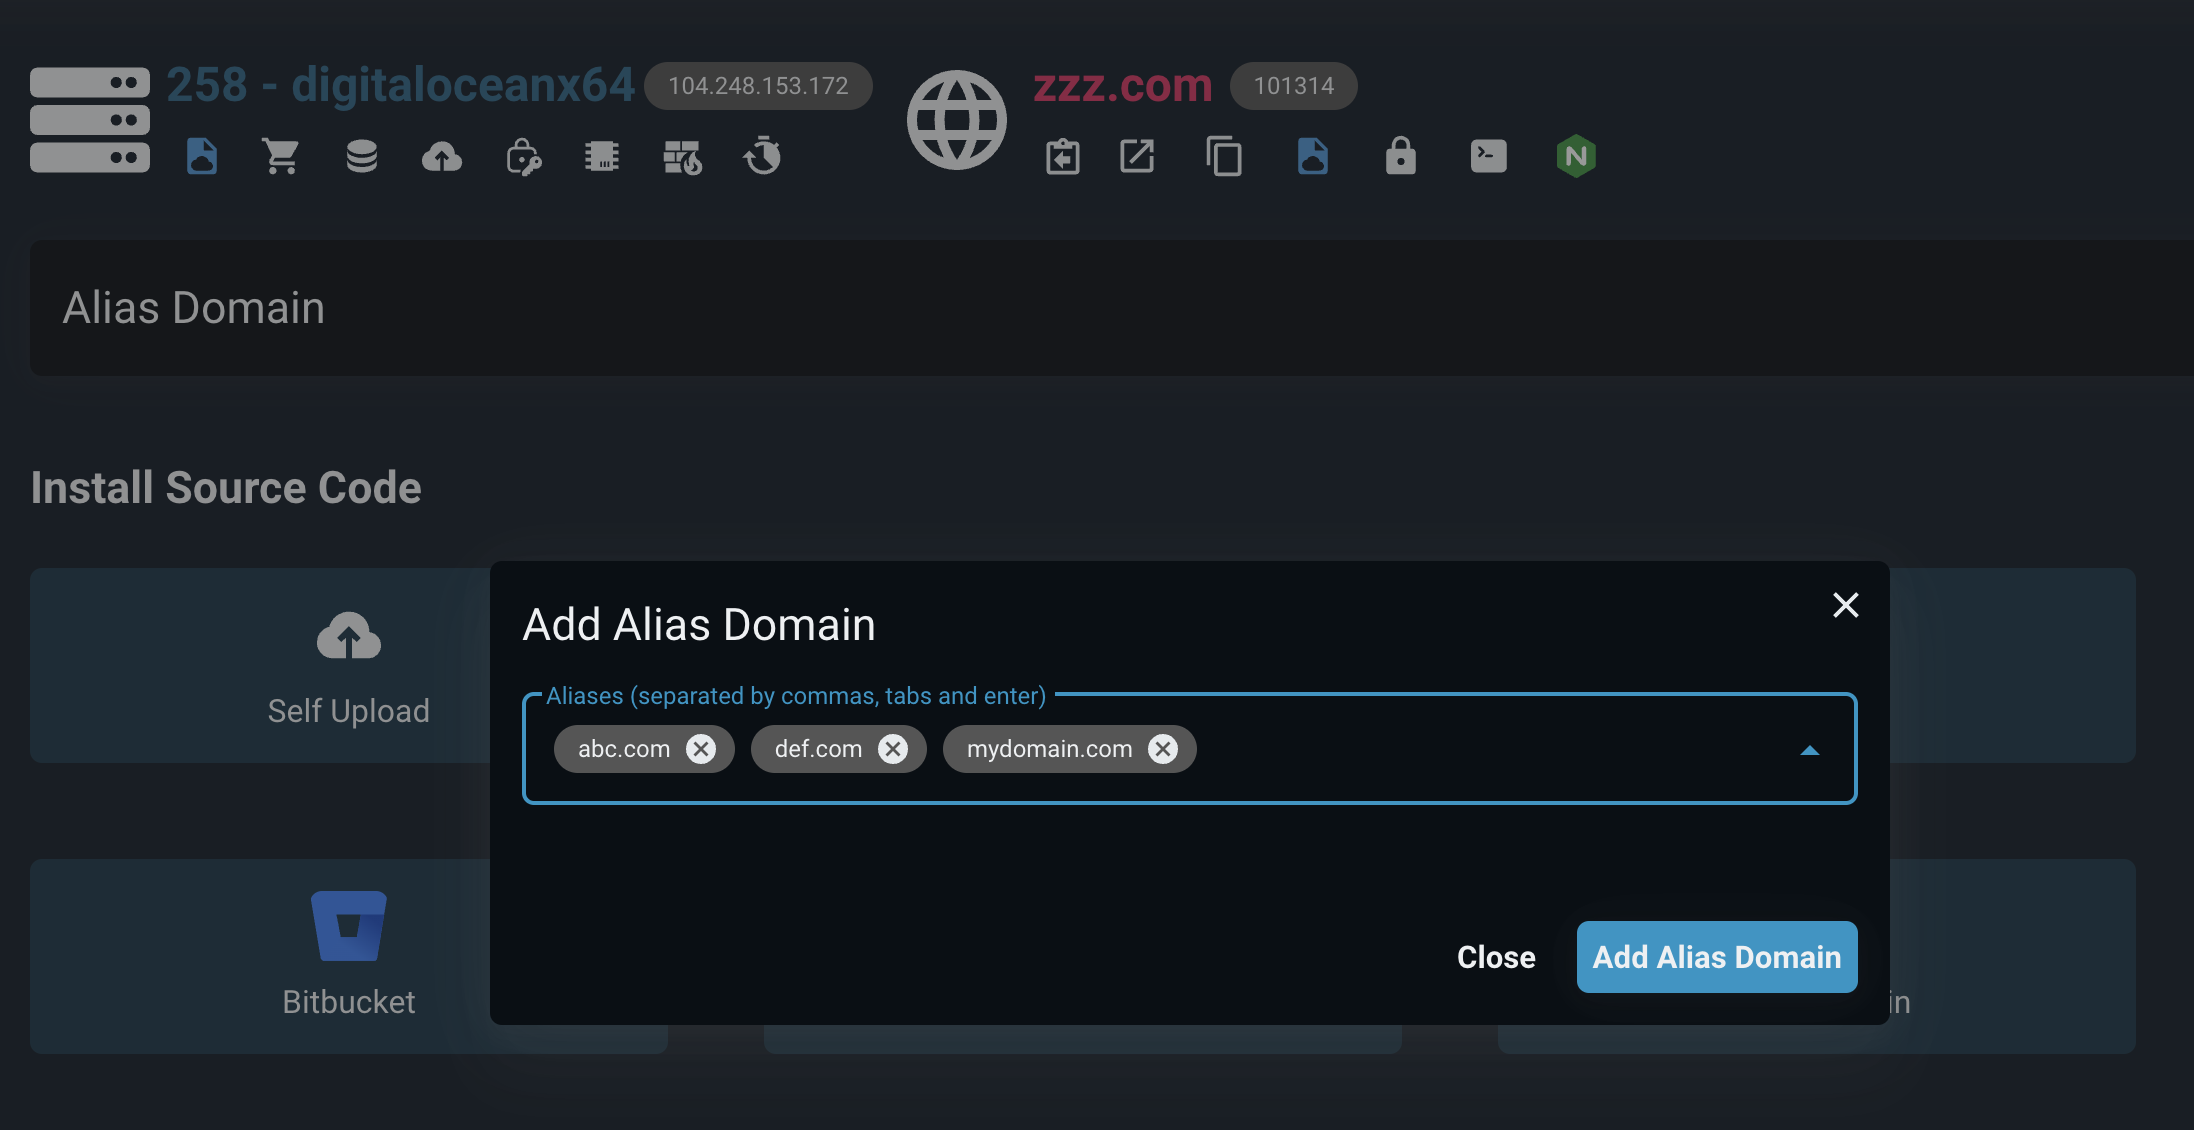 258 - digitaloceanx64 104.248.153.172 zzz.com 101314
Alias Domain
Install Source Code
Self Upload
Bitbucket
Add Alias Domain
Aliases (separated by commas, tabs and enter)
abc.com def.com mydomain.com
Close Add Alias Domain
in